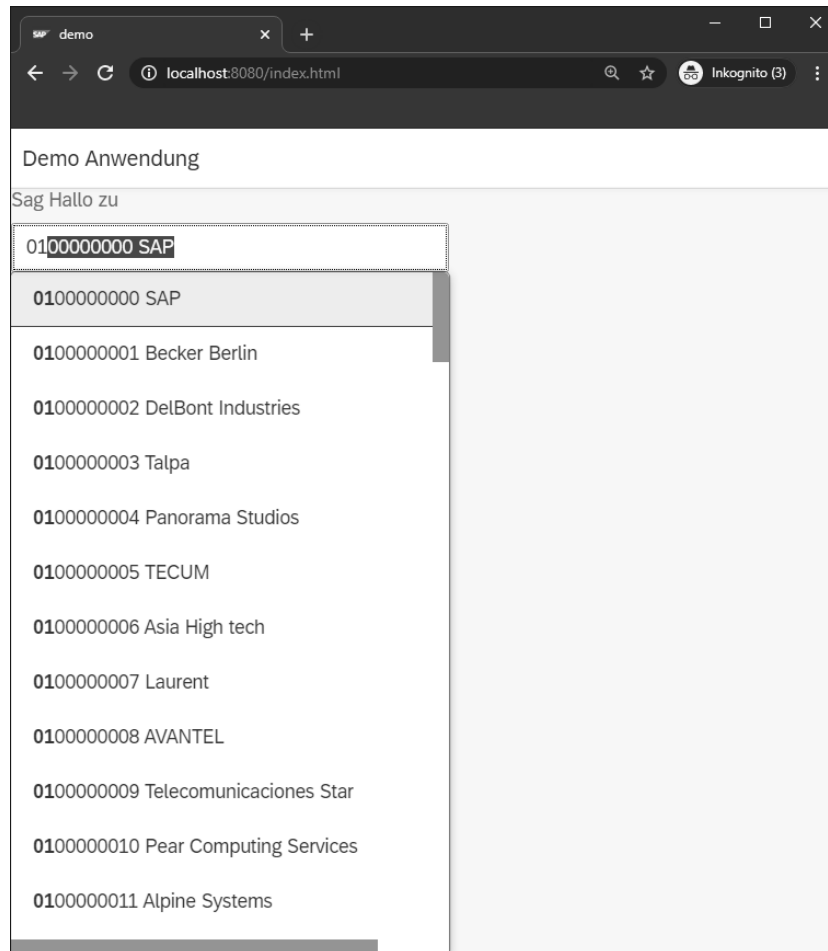 SAP demo
localhost:8080/index.html Inkognito (3)
Demo Anwendung
Sag Hallo zu
0100000000 SAP
0100000000 SAP
0100000001 Becker Berlin
0100000002 DelBont Industries
0100000003 Talpa
0100000004 Panorama Studios
0100000005 TECUM
0100000006 Asia High tech
0100000007 Laurent
0100000008 AVANTEL
0100000009 Telecomunicaciones Star
0100000010 Pear Computing Services
0100000011 Alpine Systems